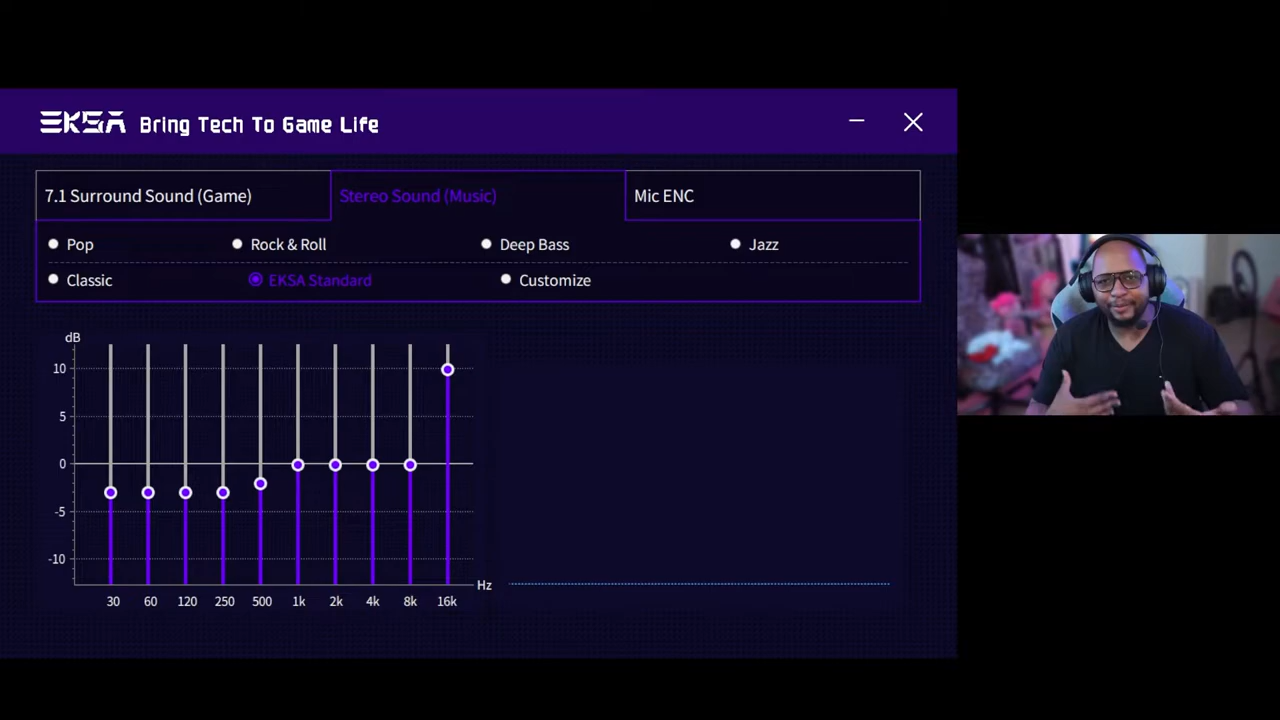 EKSA Bring Tech To Game Life
7.1 Surround Sound (Game) Stereo Sound (Music) Mic ENC
Pop Rock & Roll Deep Bass Jazz
Classic EKSA Standard Customize
dB
10
5
0
-5
-10
Hz
30 60 120 250 500 1k 2k 4k 8k 16k